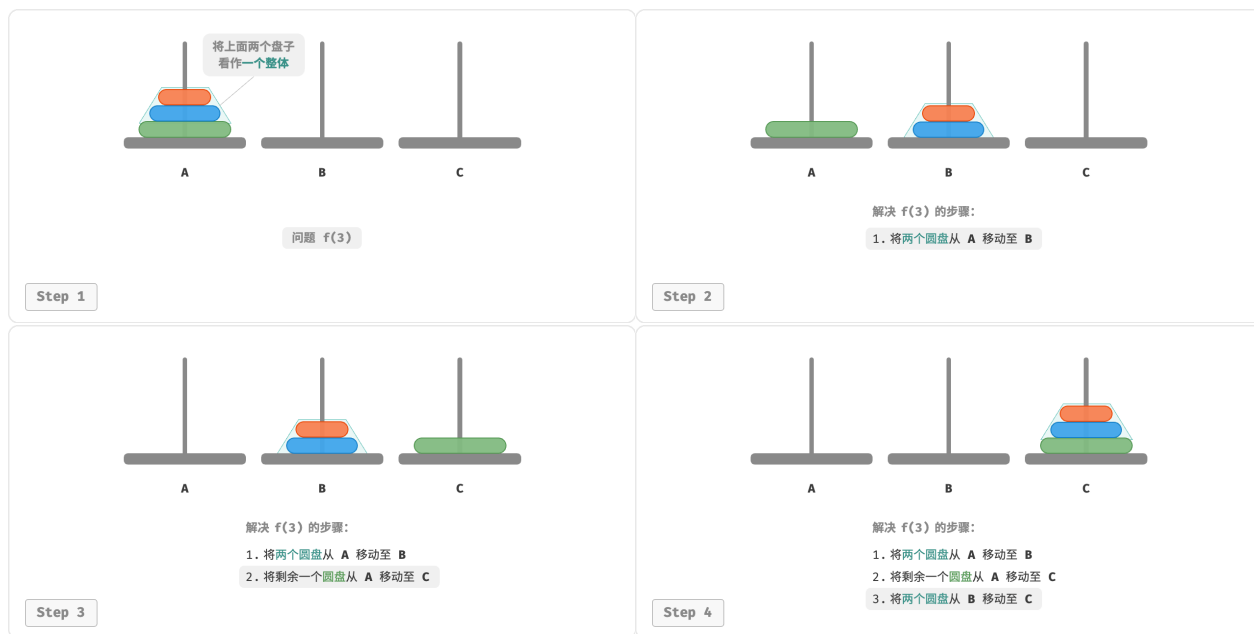 将上面两个盘子
看作一个整体
A
B
C
问题 f(3)
Step 1
A
B
C
解决 f(3) 的步骤:
1. 将两个圆盘从 A 移动至 B
Step 2
A
B
C
解决 f(3) 的步骤:
1. 将两个圆盘从 A 移动至 B
2. 将剩余一个圆盘从 A 移动至 C
Step 3
A
B
C
解决 f(3) 的步骤:
1. 将两个圆盘从 A 移动至 B
2. 将剩余一个圆盘从 A 移动至 C
3. 将两个圆盘从 B 移动至 C
Step 4